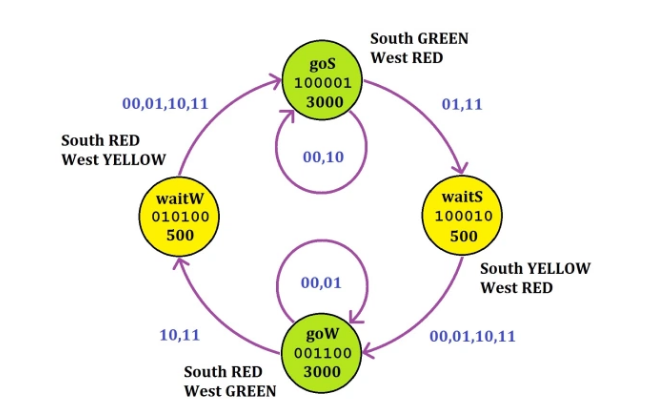 South GREEN
West RED
goS
100001
3000
00,01,10,11
01,11
South RED
West YELLOW
00,10
waitW
010100
500
waitS
100010
500
South YELLOW
West RED
00,01
10,11
goW
001100
3000
00,01,10,11
South RED
West GREEN